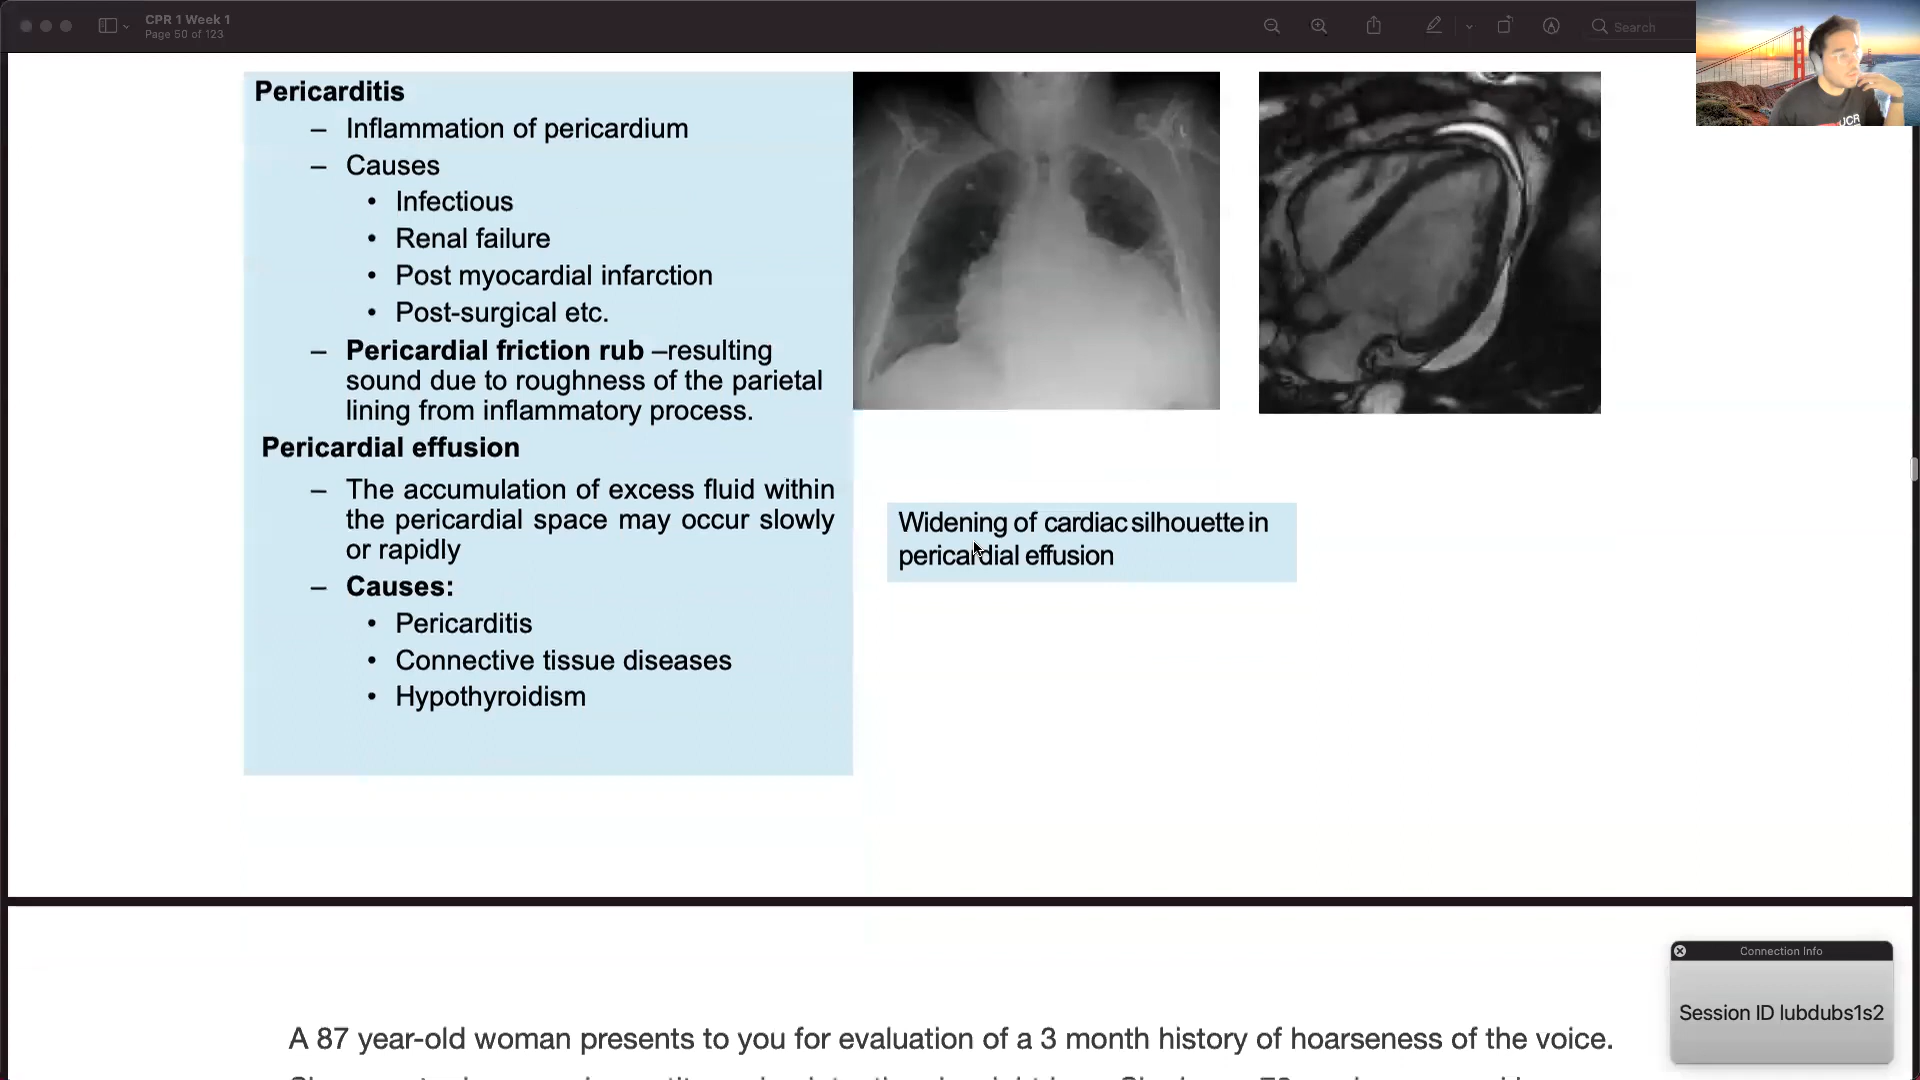 CPR 1 Week 1
Page 50 of 123
Search
UCR
Pericarditis
– Inflammation of pericardium
– Causes
• Infectious
• Renal failure
• Post myocardial infarction
• Post-surgical etc.
– Pericardial friction rub –resulting
sound due to roughness of the parietal
lining from inflammatory process.
Pericardial effusion
– The accumulation of excess fluid within
the pericardial space may occur slowly
or rapidly
– Causes:
• Pericarditis
• Connective tissue diseases
• Hypothyroidism
Widening of cardiac silhouette in
pericardial effusion
Connection Info
Session ID lubdubs1s2
A 87 year-old woman presents to you for evaluation of a 3 month history of hoarseness of the voice.